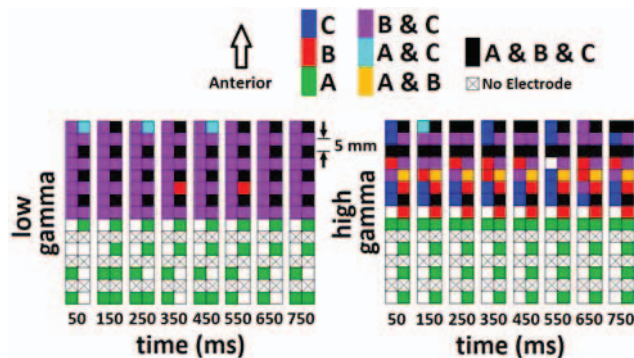 C
B & C
B
A & C
A & B & C
Anterior
A
A & B
No Electrode
5 mm
low gamma
high gamma
50 150 250 350 450 550 650 750
50 150 250 350 450 550 650 750
time (ms)
time (ms)